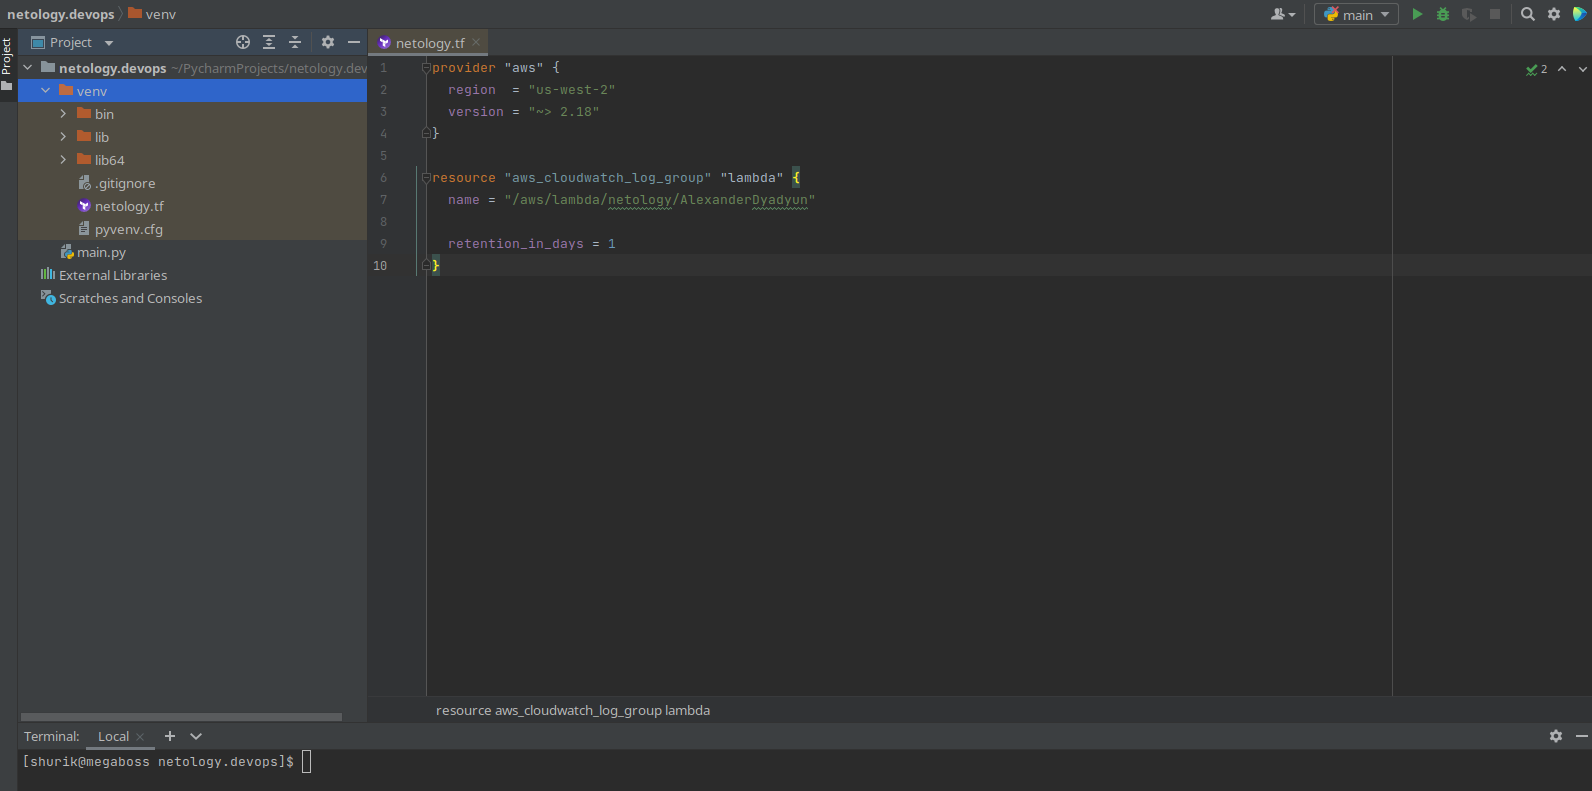 netology.devops venv
main
Project
Project
netology.devops ~/PycharmProjects/netology.dev
venv
bin
lib
lib64
.gitignore
netology.tf
pyvenv.cfg
main.py
External Libraries
Scratches and Consoles
netology.tf
2
1 provider "aws" {
2 region  = "us-west-2"
3 version = "~> 2.18"
4 }
5
6 resource "aws_cloudwatch_log_group" "lambda" {
7 name = "/aws/lambda/netology/AlexanderDyadyun"
8
9 retention_in_days = 1
10 }
resource aws_cloudwatch_log_group lambda
Terminal: Local
[shurik@megaboss netology.devops]$